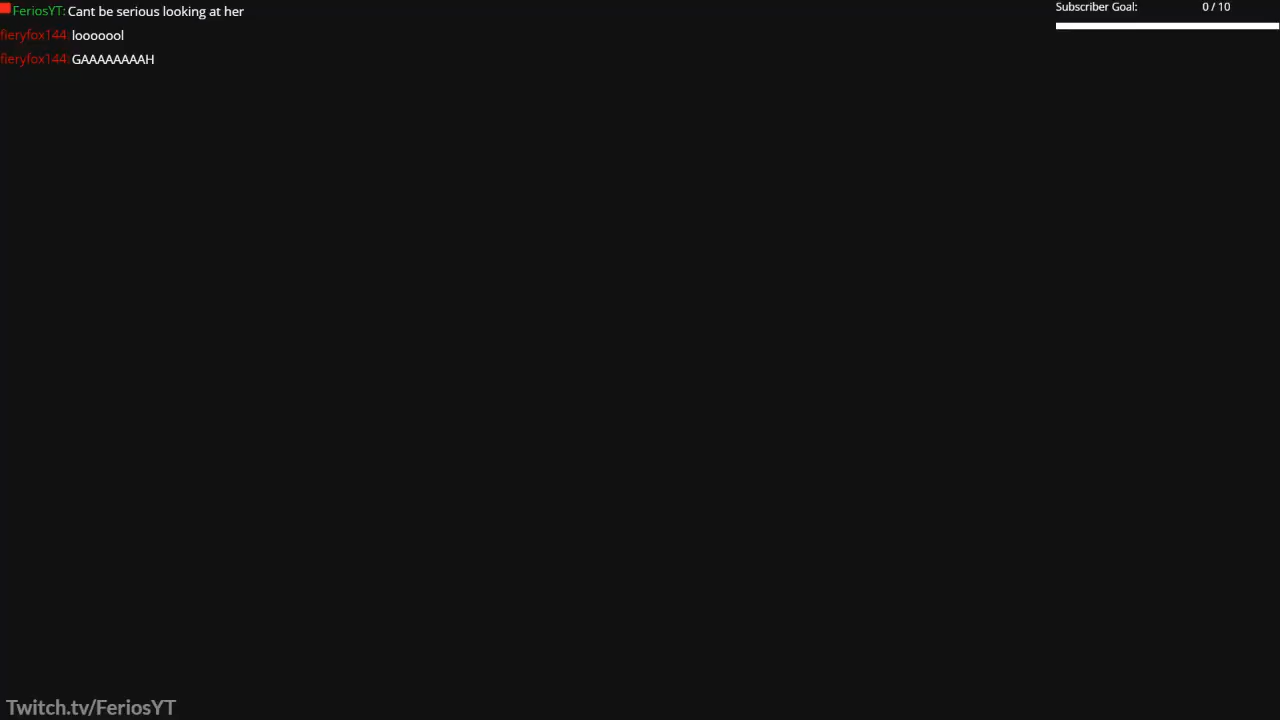 FeriosYT: Cant be serious looking at her
Subscriber Goal: 0 / 10
fieryfox144: looooool
fieryfox144: GAAAAAAAAH
Twitch.tv/FeriosYT